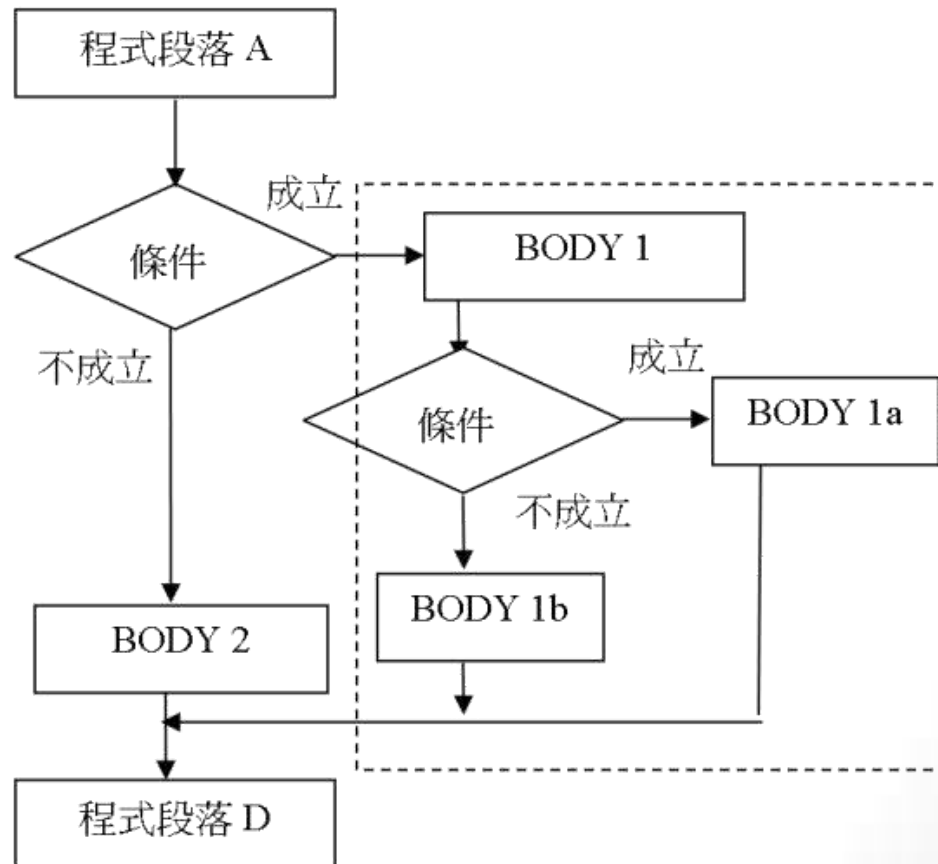 程式段落 A
成立
條件
BODY 1
不成立
成立
條件
BODY 1a
不成立
BODY 1b
BODY 2
程式段落 D